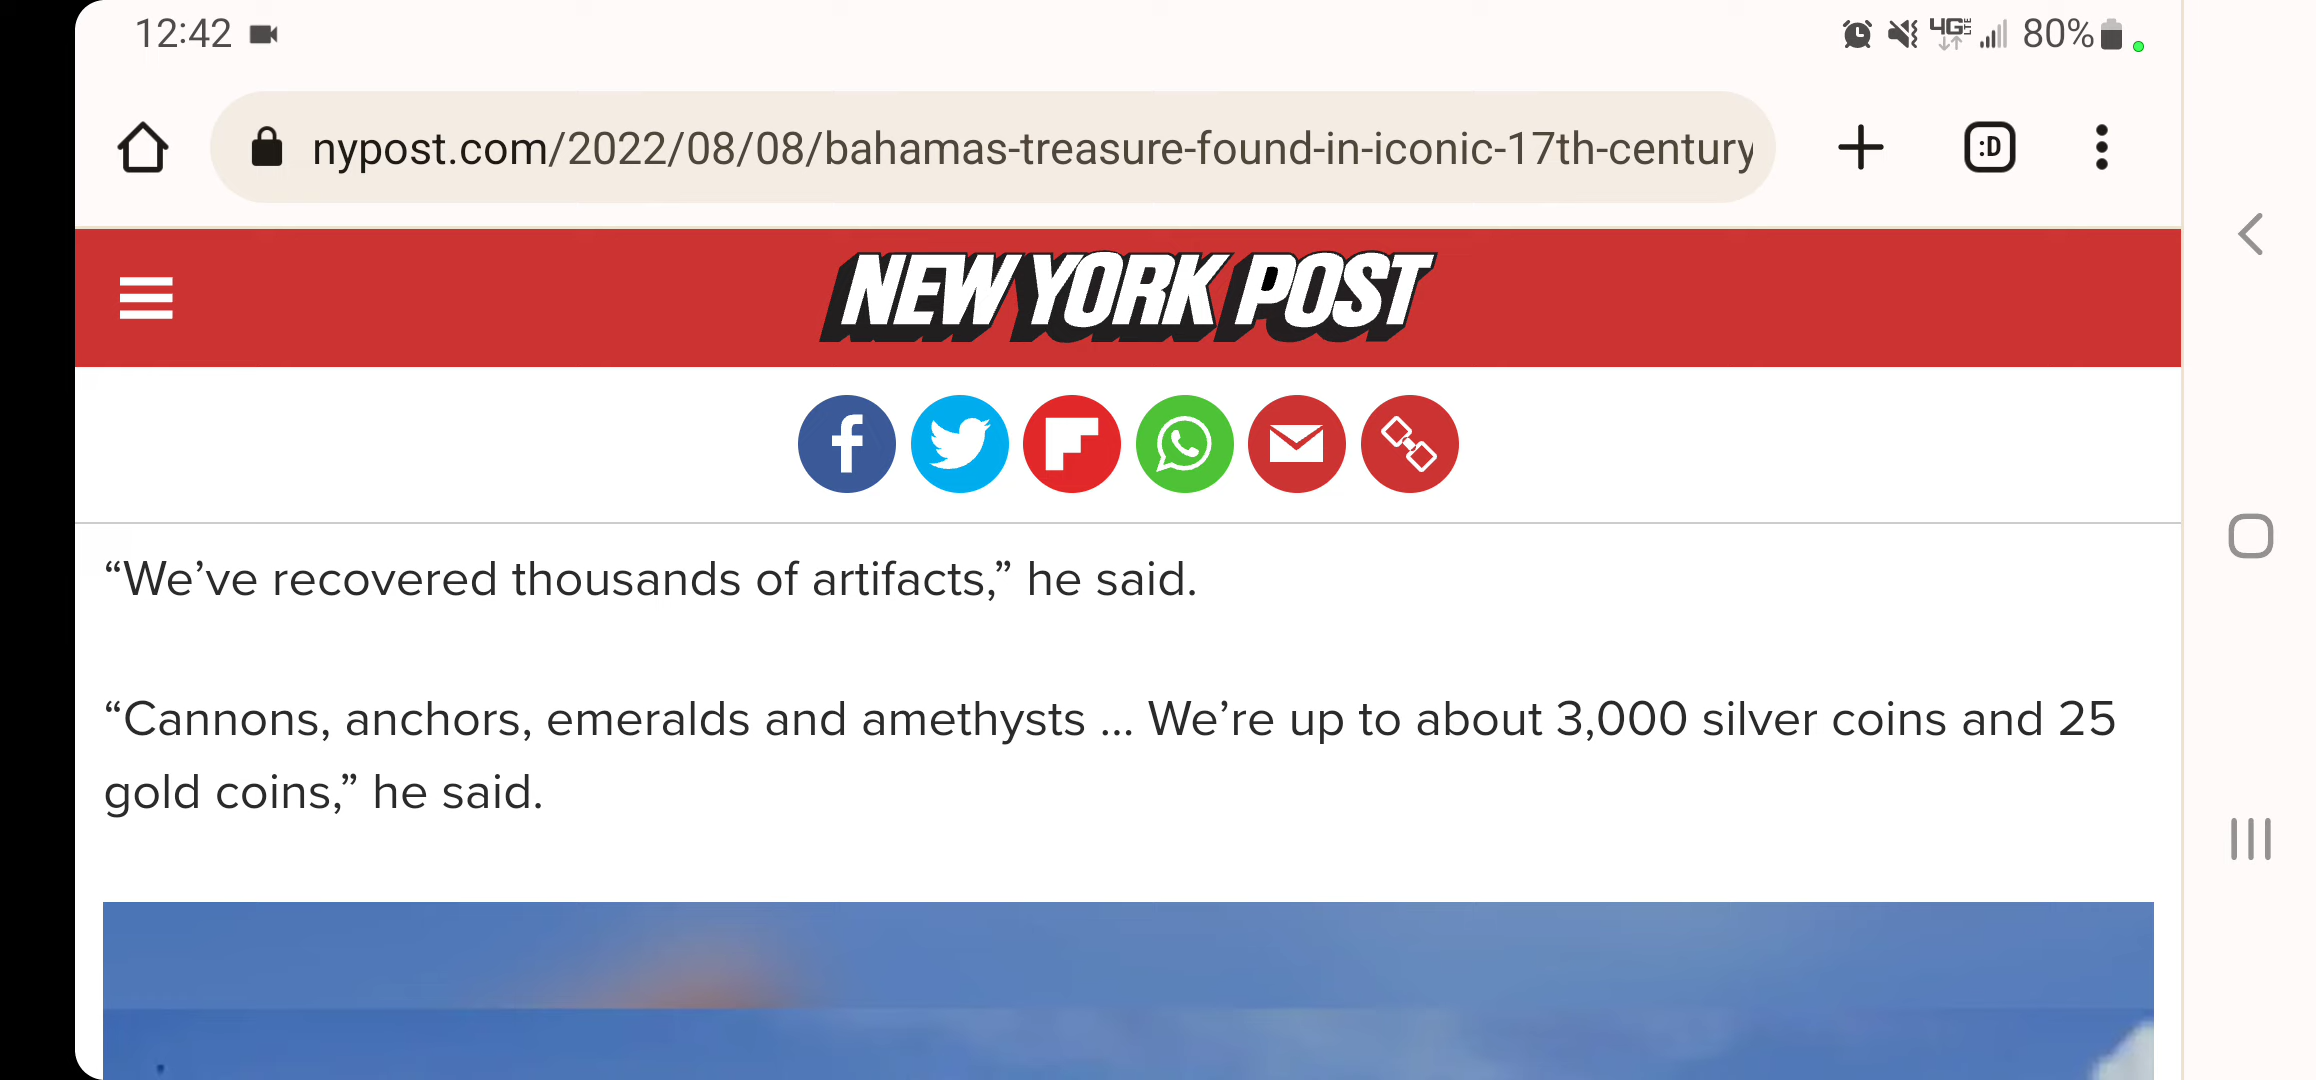 12:42
4G LTE 80%
nypost.com/2022/08/08/bahamas-treasure-found-in-iconic-17th-century
:D
NEW YORK POST
“We’ve recovered thousands of artifacts,” he said.
“Cannons, anchors, emeralds and amethysts ... We’re up to about 3,000 silver coins and 25
gold coins,” he said.